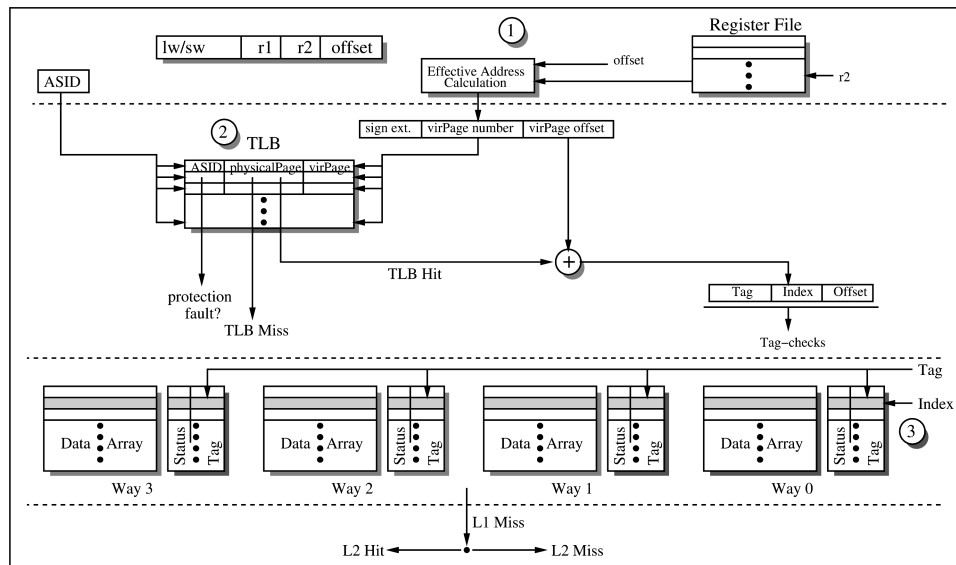 1
Register File
lw/sw r1 r2 offset
ASID
Effective Address
Calculation
offset
r2
2
TLB
sign ext. virPage number virPage offset
ASID physicalPage virPage
+
TLB Hit
protection
fault?
TLB Miss
Tag Index Offset
Tag-checks
Tag
Index
3
Data Array Status Tag
Data Array Status Tag
Data Array Status Tag
Data Array Status Tag
Way 3 Way 2 Way 1 Way 0
L1 Miss
L2 Hit L2 Miss